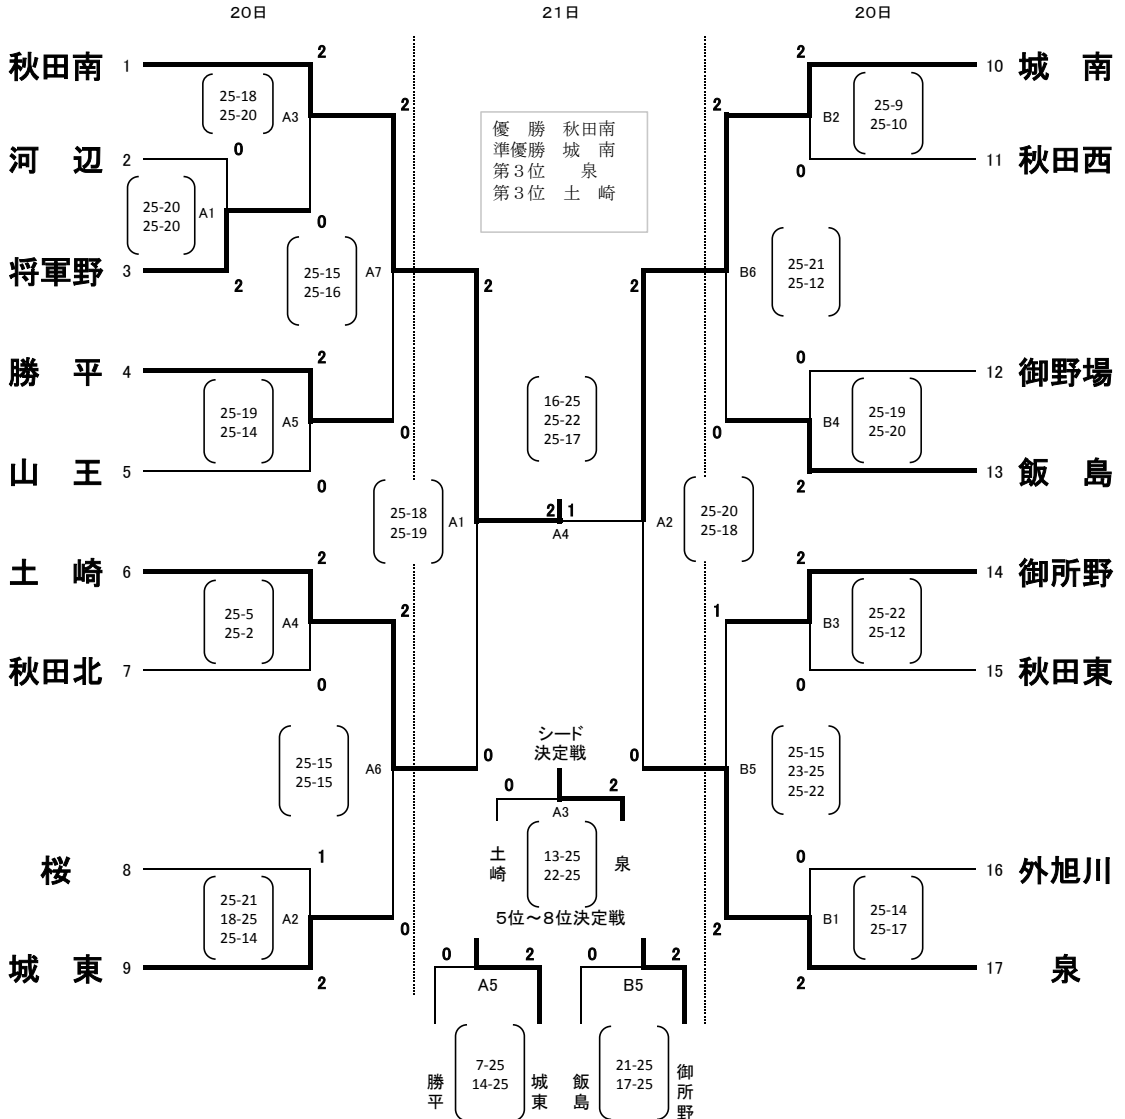 20日
21日
20日
秋田南 1
河　辺 2
将軍野 3
勝　平 4
山　王 5
土　崎 6
秋田北 7
桜 8
城　東 9
2
25-18
25-20
A3
0
25-20
25-20
A1
2
0
2
25-15
25-16
A7
2
25-19
25-14
A5
0
0
2
25-18
25-19
A1
2
25-5
25-2
A4
0
2
25-15
25-15
A6
1
25-21
18-25
25-14
A2
2
0
0
優　勝　秋田南
準優勝　城　南
第３位　　泉
第３位　土　崎
16-25
25-22
25-17
2 1
A4
シード
決定戦
0 2
A3
土崎
13-25
22-25
泉
5位～8位決定戦
0 2
A5
勝平
7-25
14-25
城東
0 2
B5
飯島
21-25
17-25
御所野
10 城　南
11 秋田西
12 御野場
13 飯　島
14 御所野
15 秋田東
16 外旭川
17 泉
2
B2
25-9
25-10
0
2
B6
25-21
25-12
2
0
B4
25-19
25-20
2
0
A2
25-20
25-18
2
B3
25-22
25-12
0
1
B5
25-15
23-25
25-22
0
0
B1
25-14
25-17
2
2